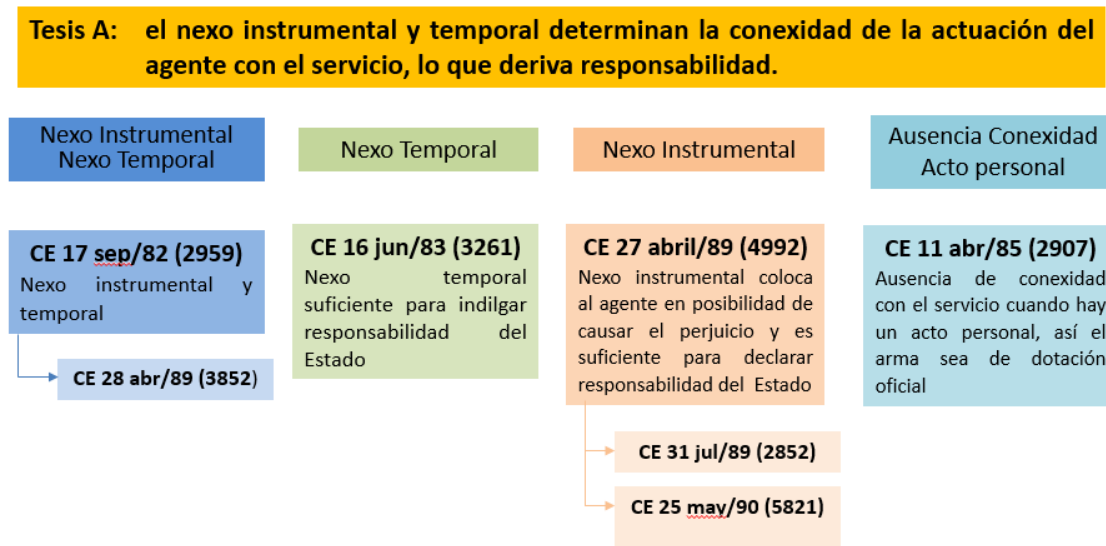 Tesis A: el nexo instrumental y temporal determinan la conexidad de la actuación del
agente con el servicio, lo que deriva responsabilidad.
Nexo Instrumental
Nexo Temporal
Nexo Temporal
Nexo Instrumental
Ausencia Conexidad
Acto personal
CE 17 sep/82 (2959)
Nexo instrumental y
temporal
CE 28 abr/89 (3852)
CE 16 jun/83 (3261)
Nexo temporal
suficiente para indilgar
responsabilidad del
Estado
CE 27 abril/89 (4992)
Nexo instrumental coloca
al agente en posibilidad de
causar el perjuicio y es
suficiente para declarar
responsabilidad del Estado
CE 31 jul/89 (2852)
CE 25 may/90 (5821)
CE 11 abr/85 (2907)
Ausencia de conexidad
con el servicio cuando hay
un acto personal, así el
arma sea de dotación
oficial